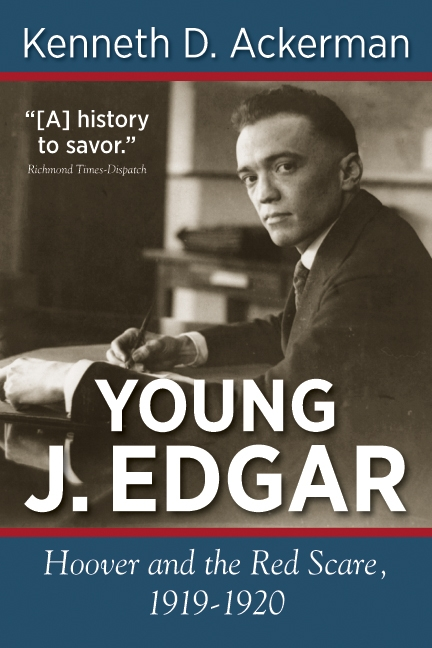 Kenneth D. Ackerman
“[A] history
to savor.”
Richmond Times-Dispatch
YOUNG
J. EDGAR
Hoover and the Red Scare,
1919-1920